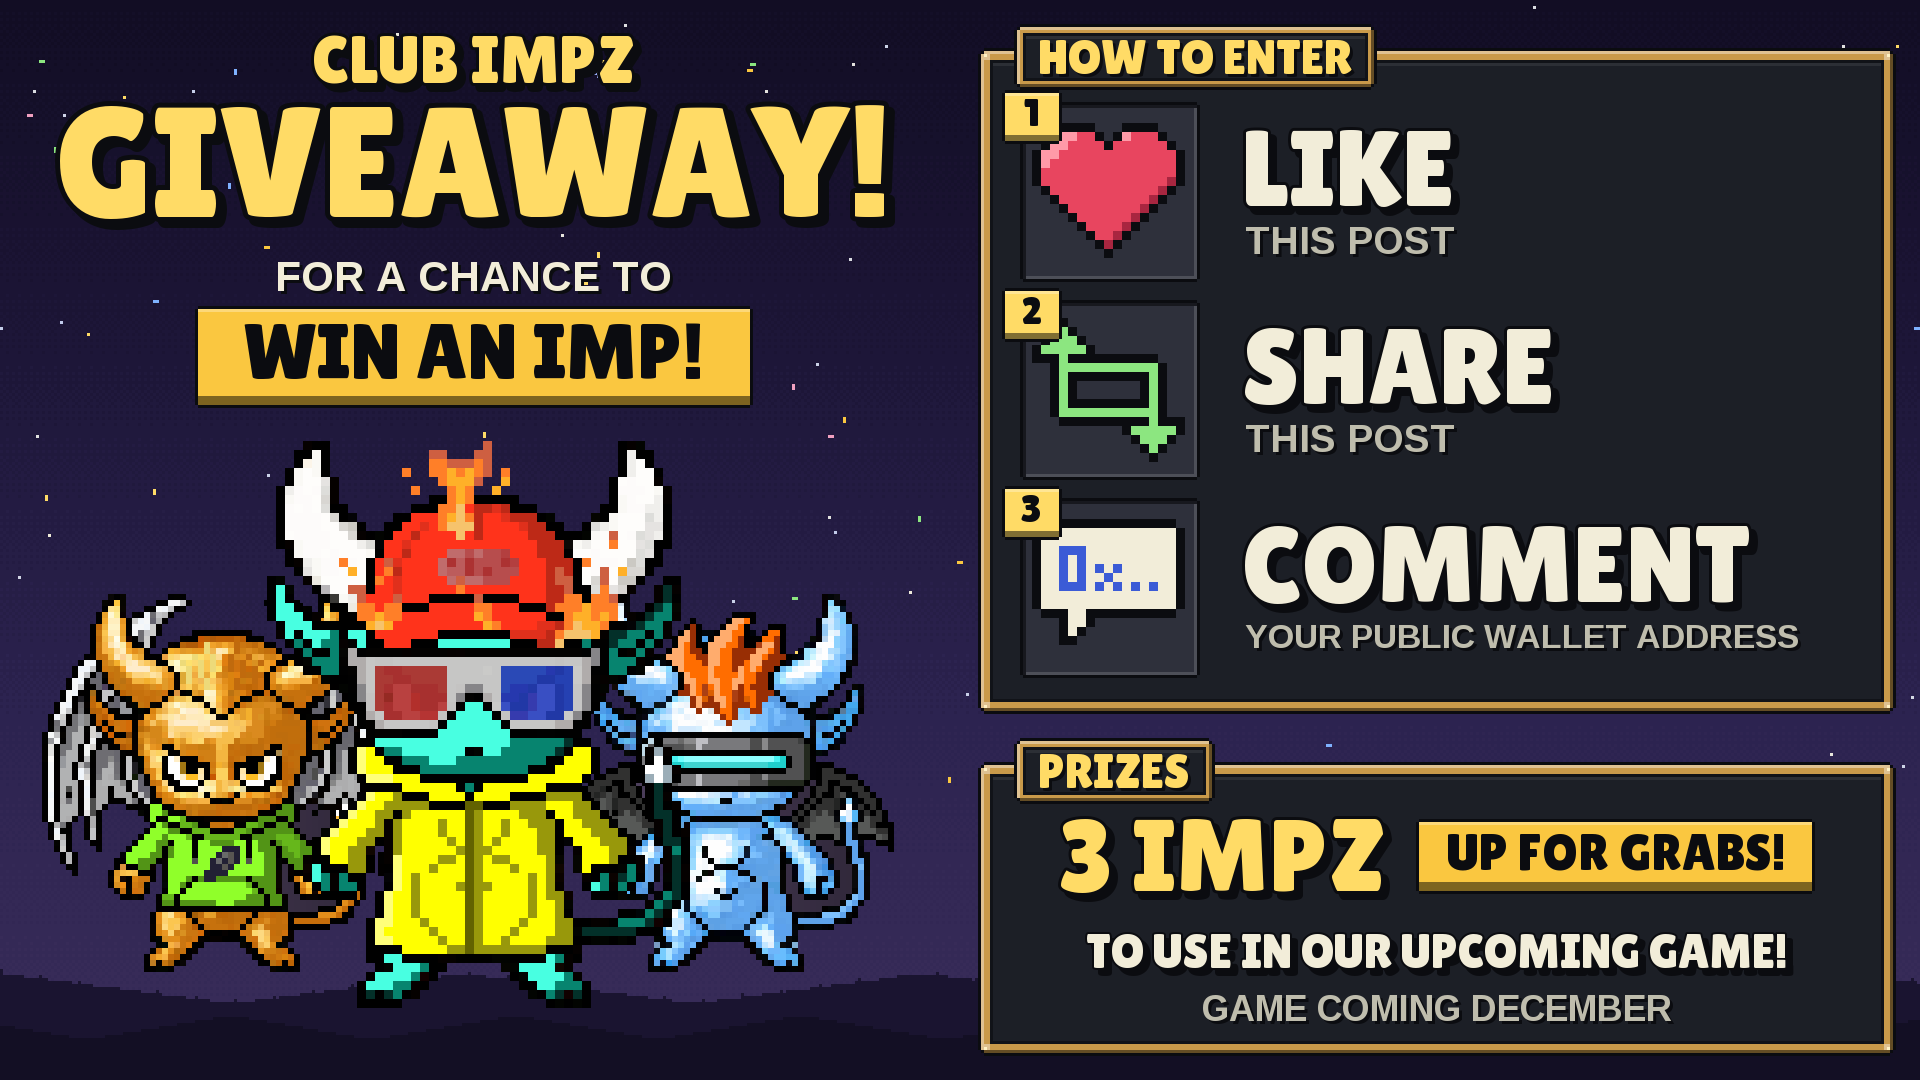 CLUB IMPZ
GIVEAWAY!
FOR A CHANCE TO
WIN AN IMP!
HOW TO ENTER
1
LIKE
THIS POST
2
SHARE
THIS POST
3
0x..
COMMENT
YOUR PUBLIC WALLET ADDRESS
PRIZES
3 IMPZ
UP FOR GRABS!
TO USE IN OUR UPCOMING GAME!
GAME COMING DECEMBER